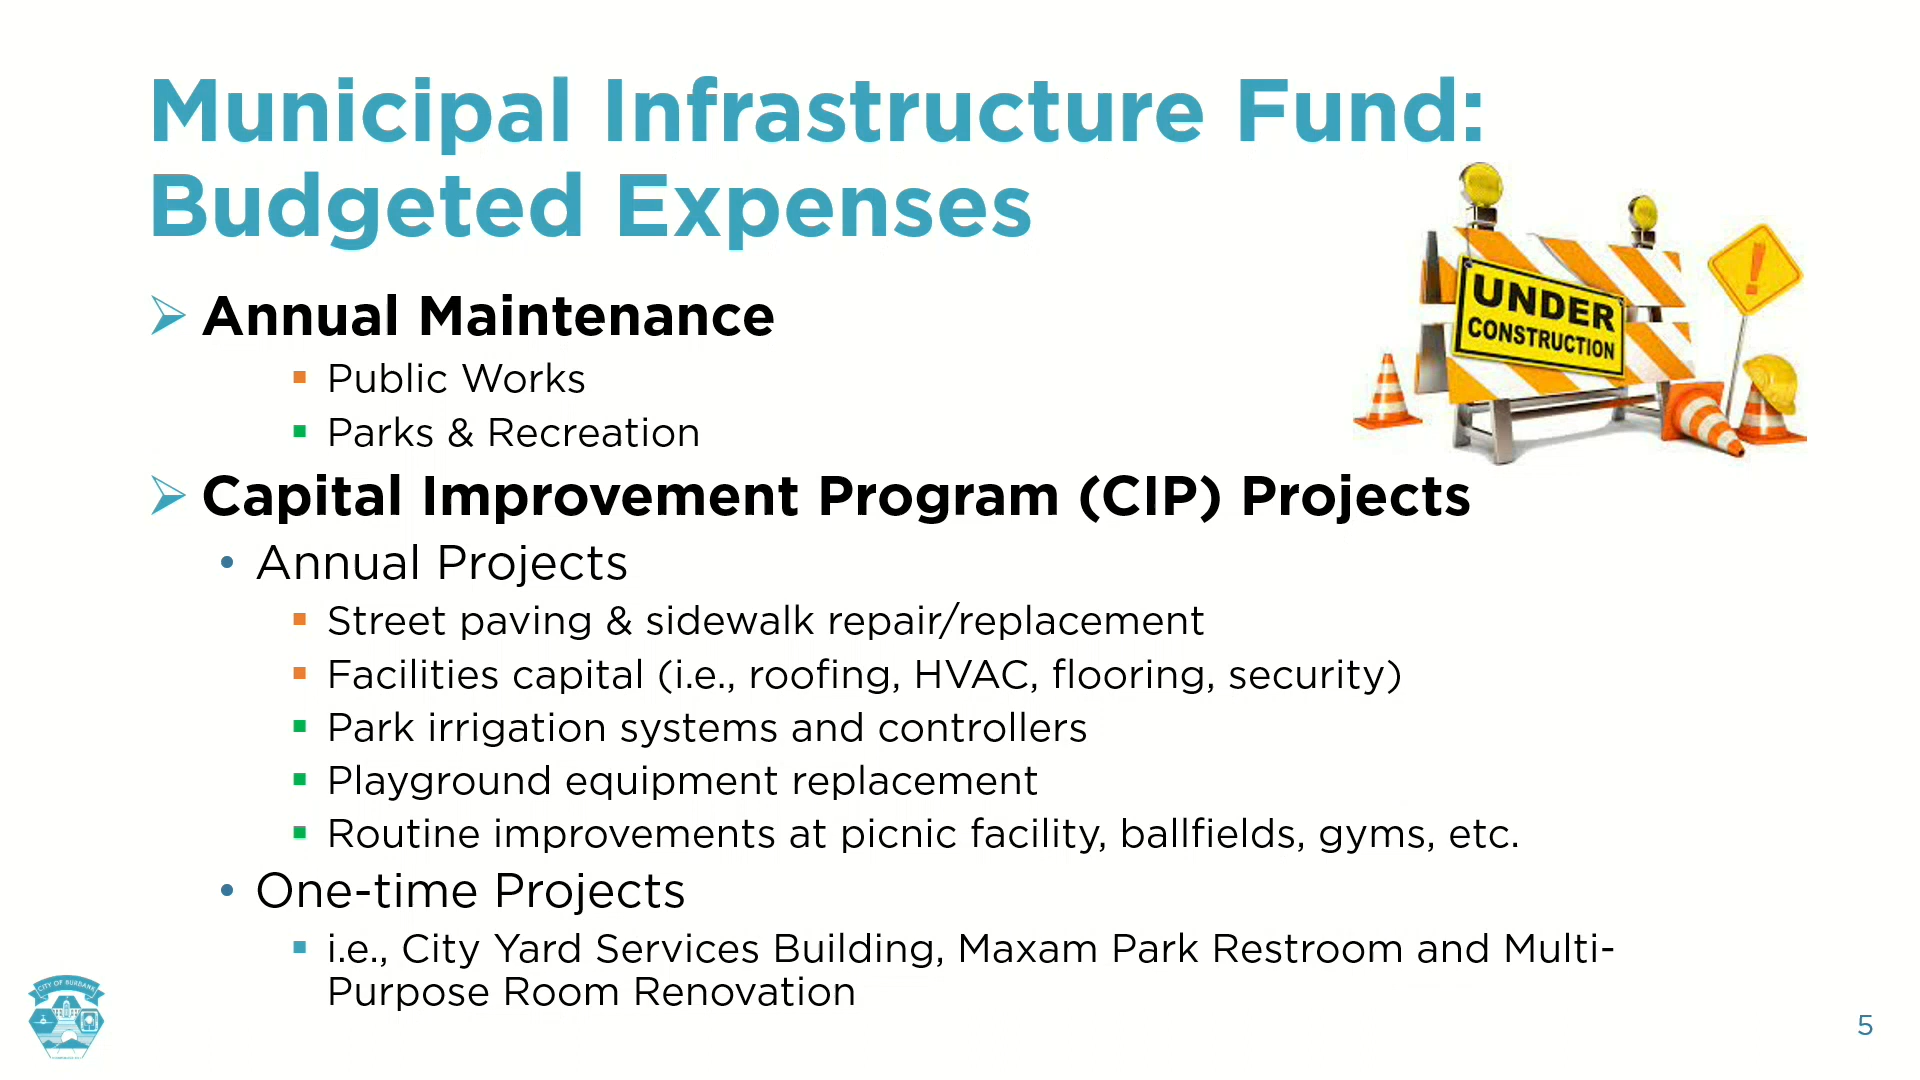 Municipal Infrastructure Fund:
Budgeted Expenses
Annual Maintenance
Public Works
Parks & Recreation
UNDER
CONSTRUCTION
Capital Improvement Program (CIP) Projects
Annual Projects
Street paving & sidewalk repair/replacement
Facilities capital (i.e., roofing, HVAC, flooring, security)
Park irrigation systems and controllers
Playground equipment replacement
Routine improvements at picnic facility, ballfields, gyms, etc.
One-time Projects
i.e., City Yard Services Building, Maxam Park Restroom and Multi-
Purpose Room Renovation
CITY OF BURBANK
5